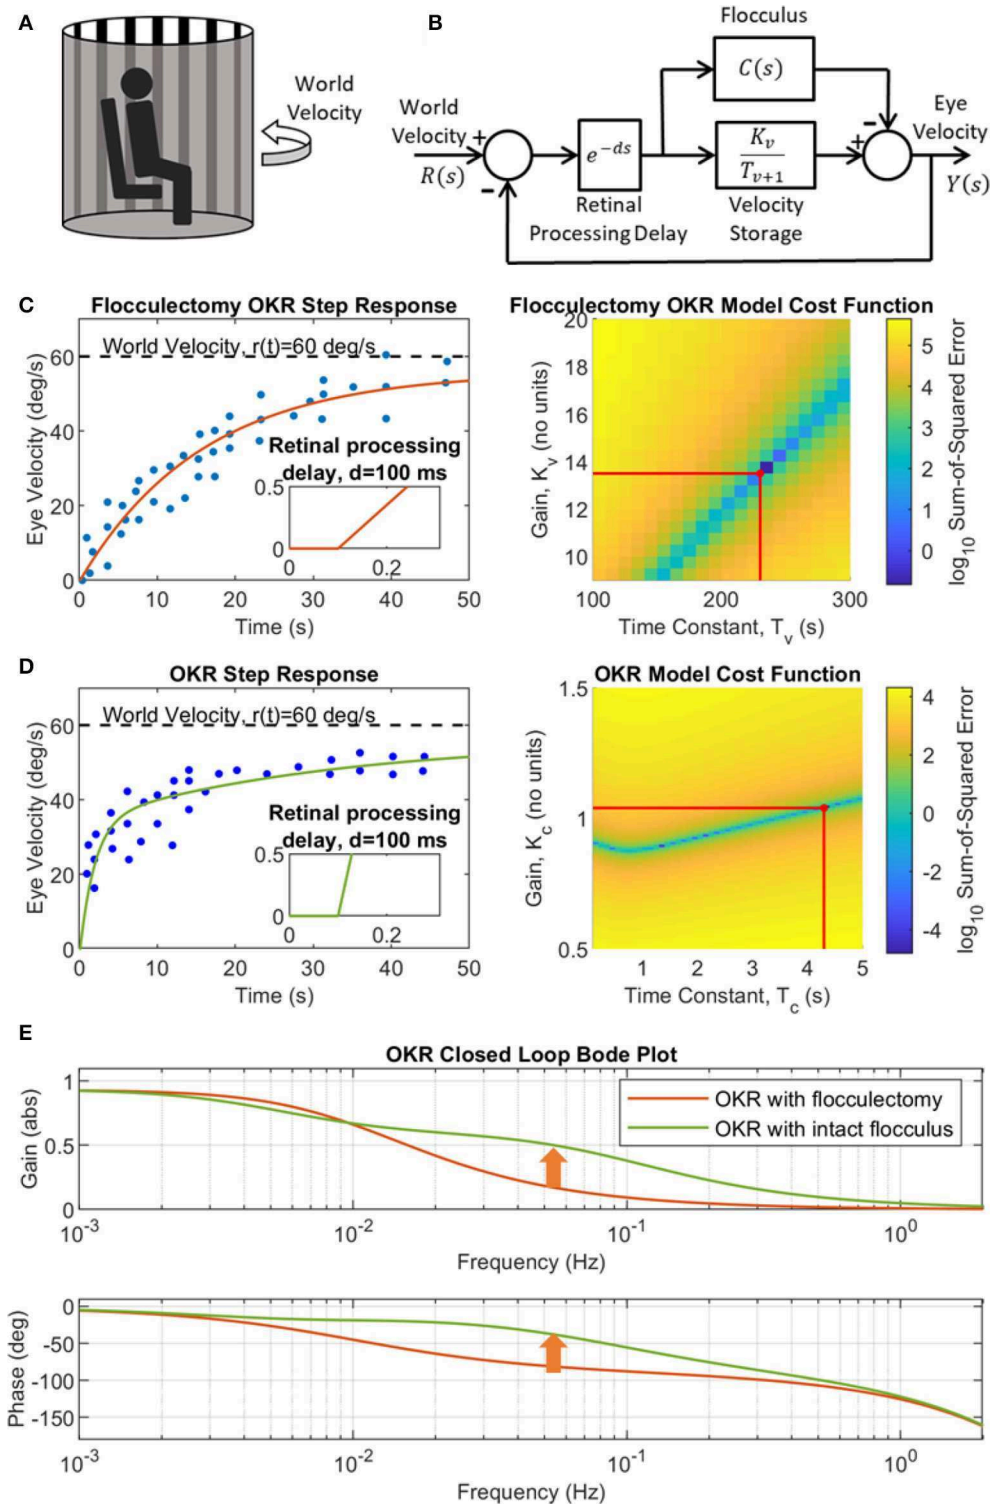 A
World
Velocity
B
Flocculus
C(s)
World
Velocity
+
R(s)
-
e^{-ds}
Retinal
Processing Delay
K_v
T_{v+1}
Velocity
Storage
-
+
Eye
Velocity
Y(s)
C
Flocculectomy OKR Step Response
World Velocity, r(t)=60 deg/s
Retinal processing
delay, d=100 ms
0.5
0
0 0.2
60
40
20
0
Eye Velocity (deg/s)
0 10 20 30 40 50
Time (s)
Flocculectomy OKR Model Cost Function
20
18
16
14
12
10
Gain, K_v (no units)
100 200 300
Time Constant, T_v (s)
5
4
3
2
1
0
log_10 Sum-of-Squared Error
D
OKR Step Response
World Velocity, r(t)=60 deg/s
Retinal processing
delay, d=100 ms
0.5
0
0 0.2
60
40
20
0
Eye Velocity (deg/s)
0 10 20 30 40 50
Time (s)
OKR Model Cost Function
1.5
1
0.5
Gain, K_c (no units)
1 2 3 4 5
Time Constant, T_c (s)
4
2
0
-2
-4
log_10 Sum-of-Squared Error
E
OKR Closed Loop Bode Plot
OKR with flocculectomy
OKR with intact flocculus
1
0.5
0
Gain (abs)
10^-3 10^-2 10^-1 10^0
Frequency (Hz)
0
-50
-100
-150
Phase (deg)
10^-3 10^-2 10^-1 10^0
Frequency (Hz)